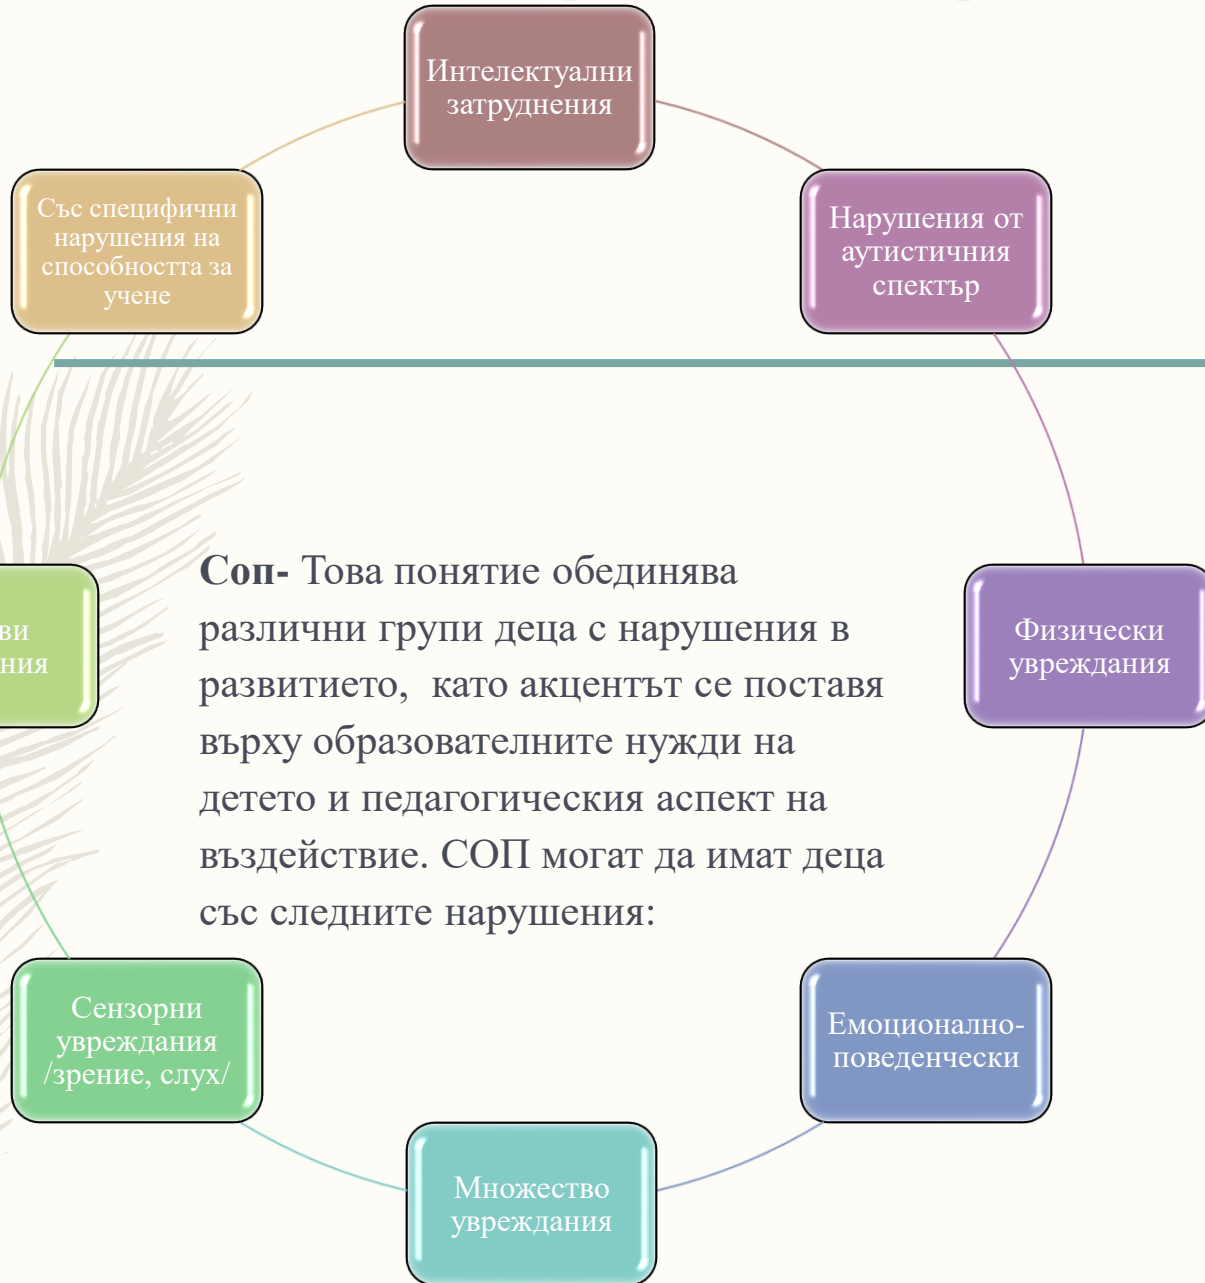 Интелектуални
затруднения
Със специфични
нарушения на
способността за
учене
Нарушения от
аутистичния
спектър
Соп- Това понятие обединява
различни групи деца с нарушения в
развитието, като акцентът се поставя
върху образователните нужди на
детето и педагогическия аспект на
въздействие. СОП могат да имат деца
със следните нарушения:
Физически
увреждания
Сензорни
увреждания
/зрение, слух/
Емоционално-
поведенчески
Множество
увреждания